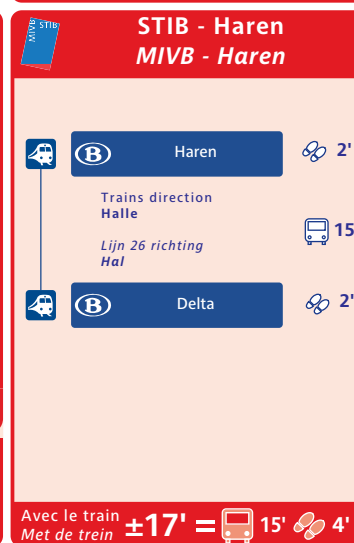 MIVB STIB
STIB - Haren
MIVB - Haren
B Haren 2'
Trains direction
Halle
15
Lijn 26 richting
Hal
B Delta 2'
Avec le train
Met de trein
±17' = 15' 4'